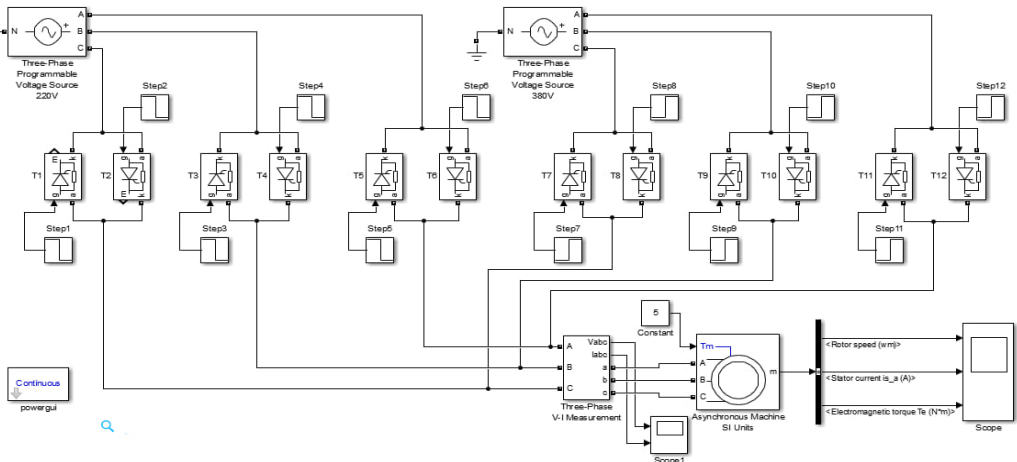 N
A
B
C
Three-Phase
Programmable
Voltage Source
220V
N
A
B
C
Three-Phase
Programmable
Voltage Source
380V
Step2
Step4
Step6
Step8
Step10
Step12
T1
m
k
g
a
T2
g
a
m
k
T3
k
g
a
T4
g
a
k
T5
k
g
a
T6
g
a
k
T7
k
g
a
T8
g
a
k
T9
k
g
a
T10
g
a
k
T11
k
g
a
T12
g
a
k
Step1
Step3
Step5
Step7
Step9
Step11
5
Constant
A
B
C
Vabc
Iabc
a
b
c
Three-Phase
V-I Measurement
Tm
A
B
C
m
Asynchronous Machine
SI Units
<Rotor speed (wm)>
<Stator current is_a (A)>
<Electromagnetic torque Te (N*m)>
Scope
Scope1
Continuous
powergui